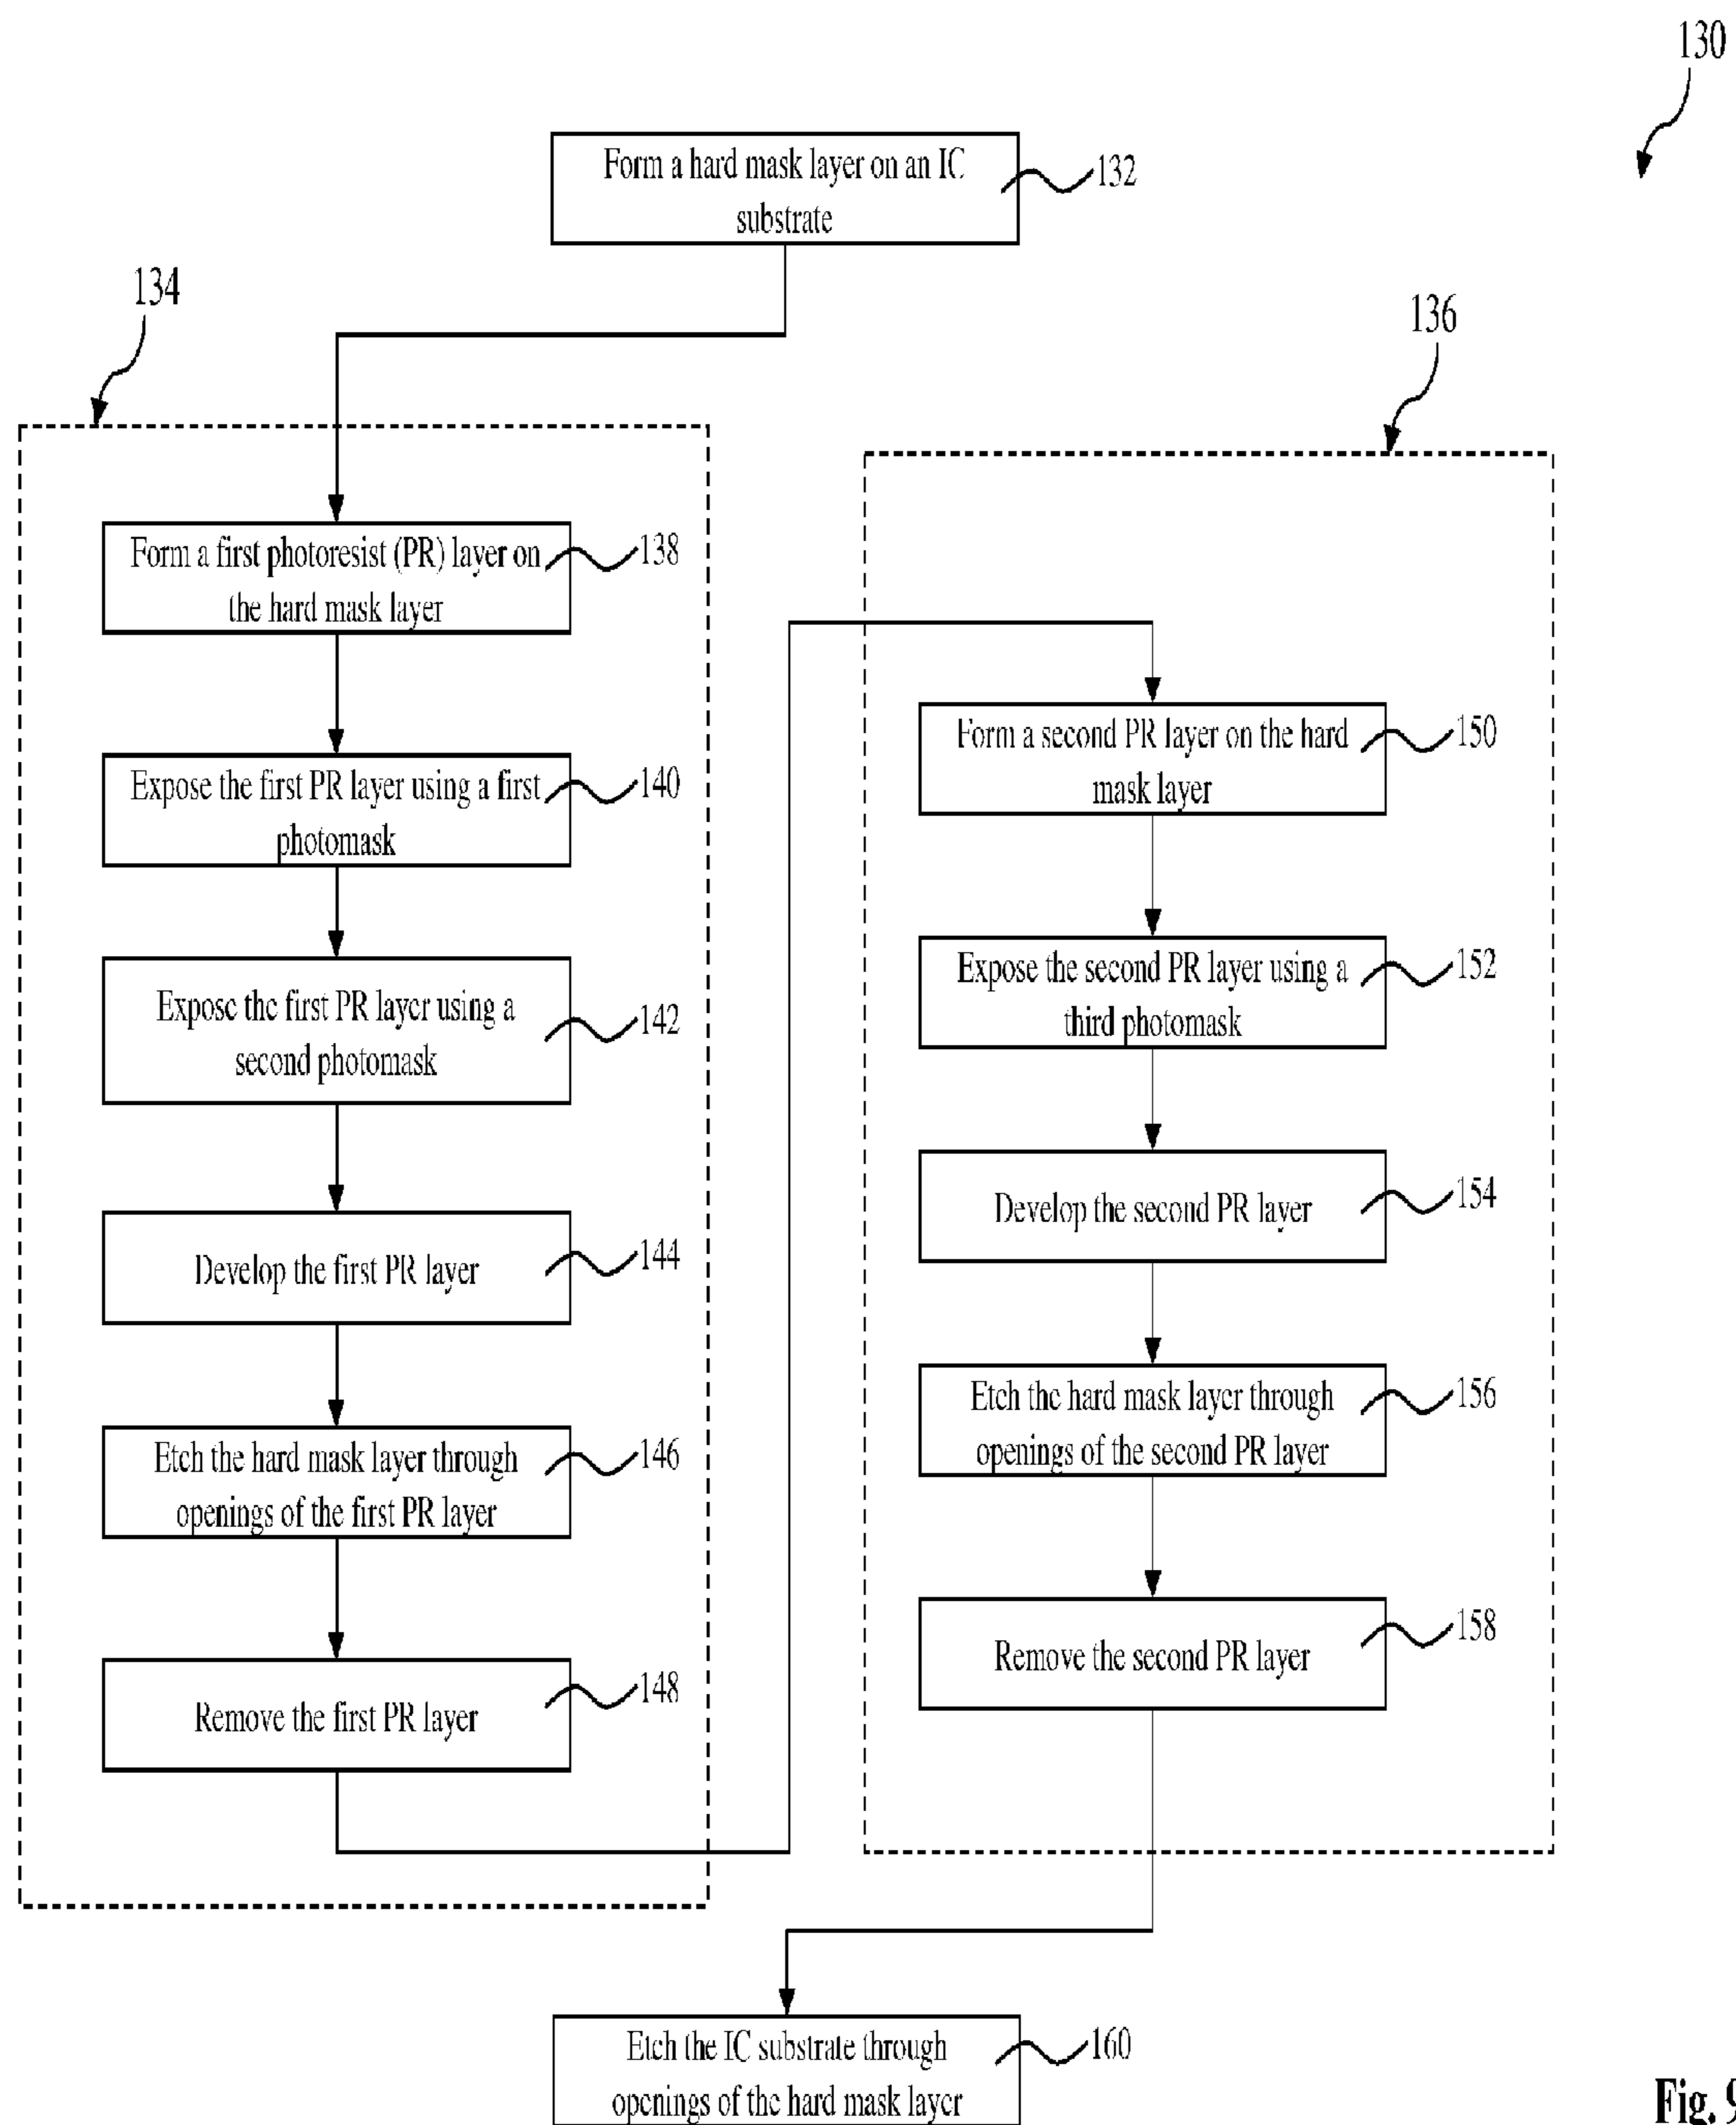 130
Form a hard mask layer on an IC
substrate
132
134
136
Form a first photoresist (PR) layer on
the hard mask layer
138
Expose the first PR layer using a first
photomask
140
Expose the first PR layer using a
second photomask
142
Develop the first PR layer
144
Etch the hard mask layer through
openings of the first PR layer
146
Remove the first PR layer
148
Form a second PR layer on the hard
mask layer
150
Expose the second PR layer using a
third photomask
152
Develop the second PR layer
154
Etch the hard mask layer through
openings of the second PR layer
156
Remove the second PR layer
158
Etch the IC substrate through
openings of the hard mask layer
160
Fig. 9